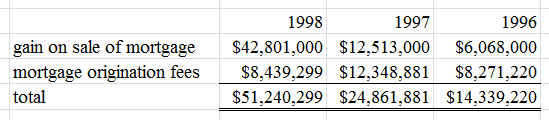 1998 1997 1996
gain on sale of mortgage $42,801,000 $12,513,000 $6,068,000
mortgage origination fees $8,439,299 $12,348,881 $8,271,220
total $51,240,299 $24,861,881 $14,339,220